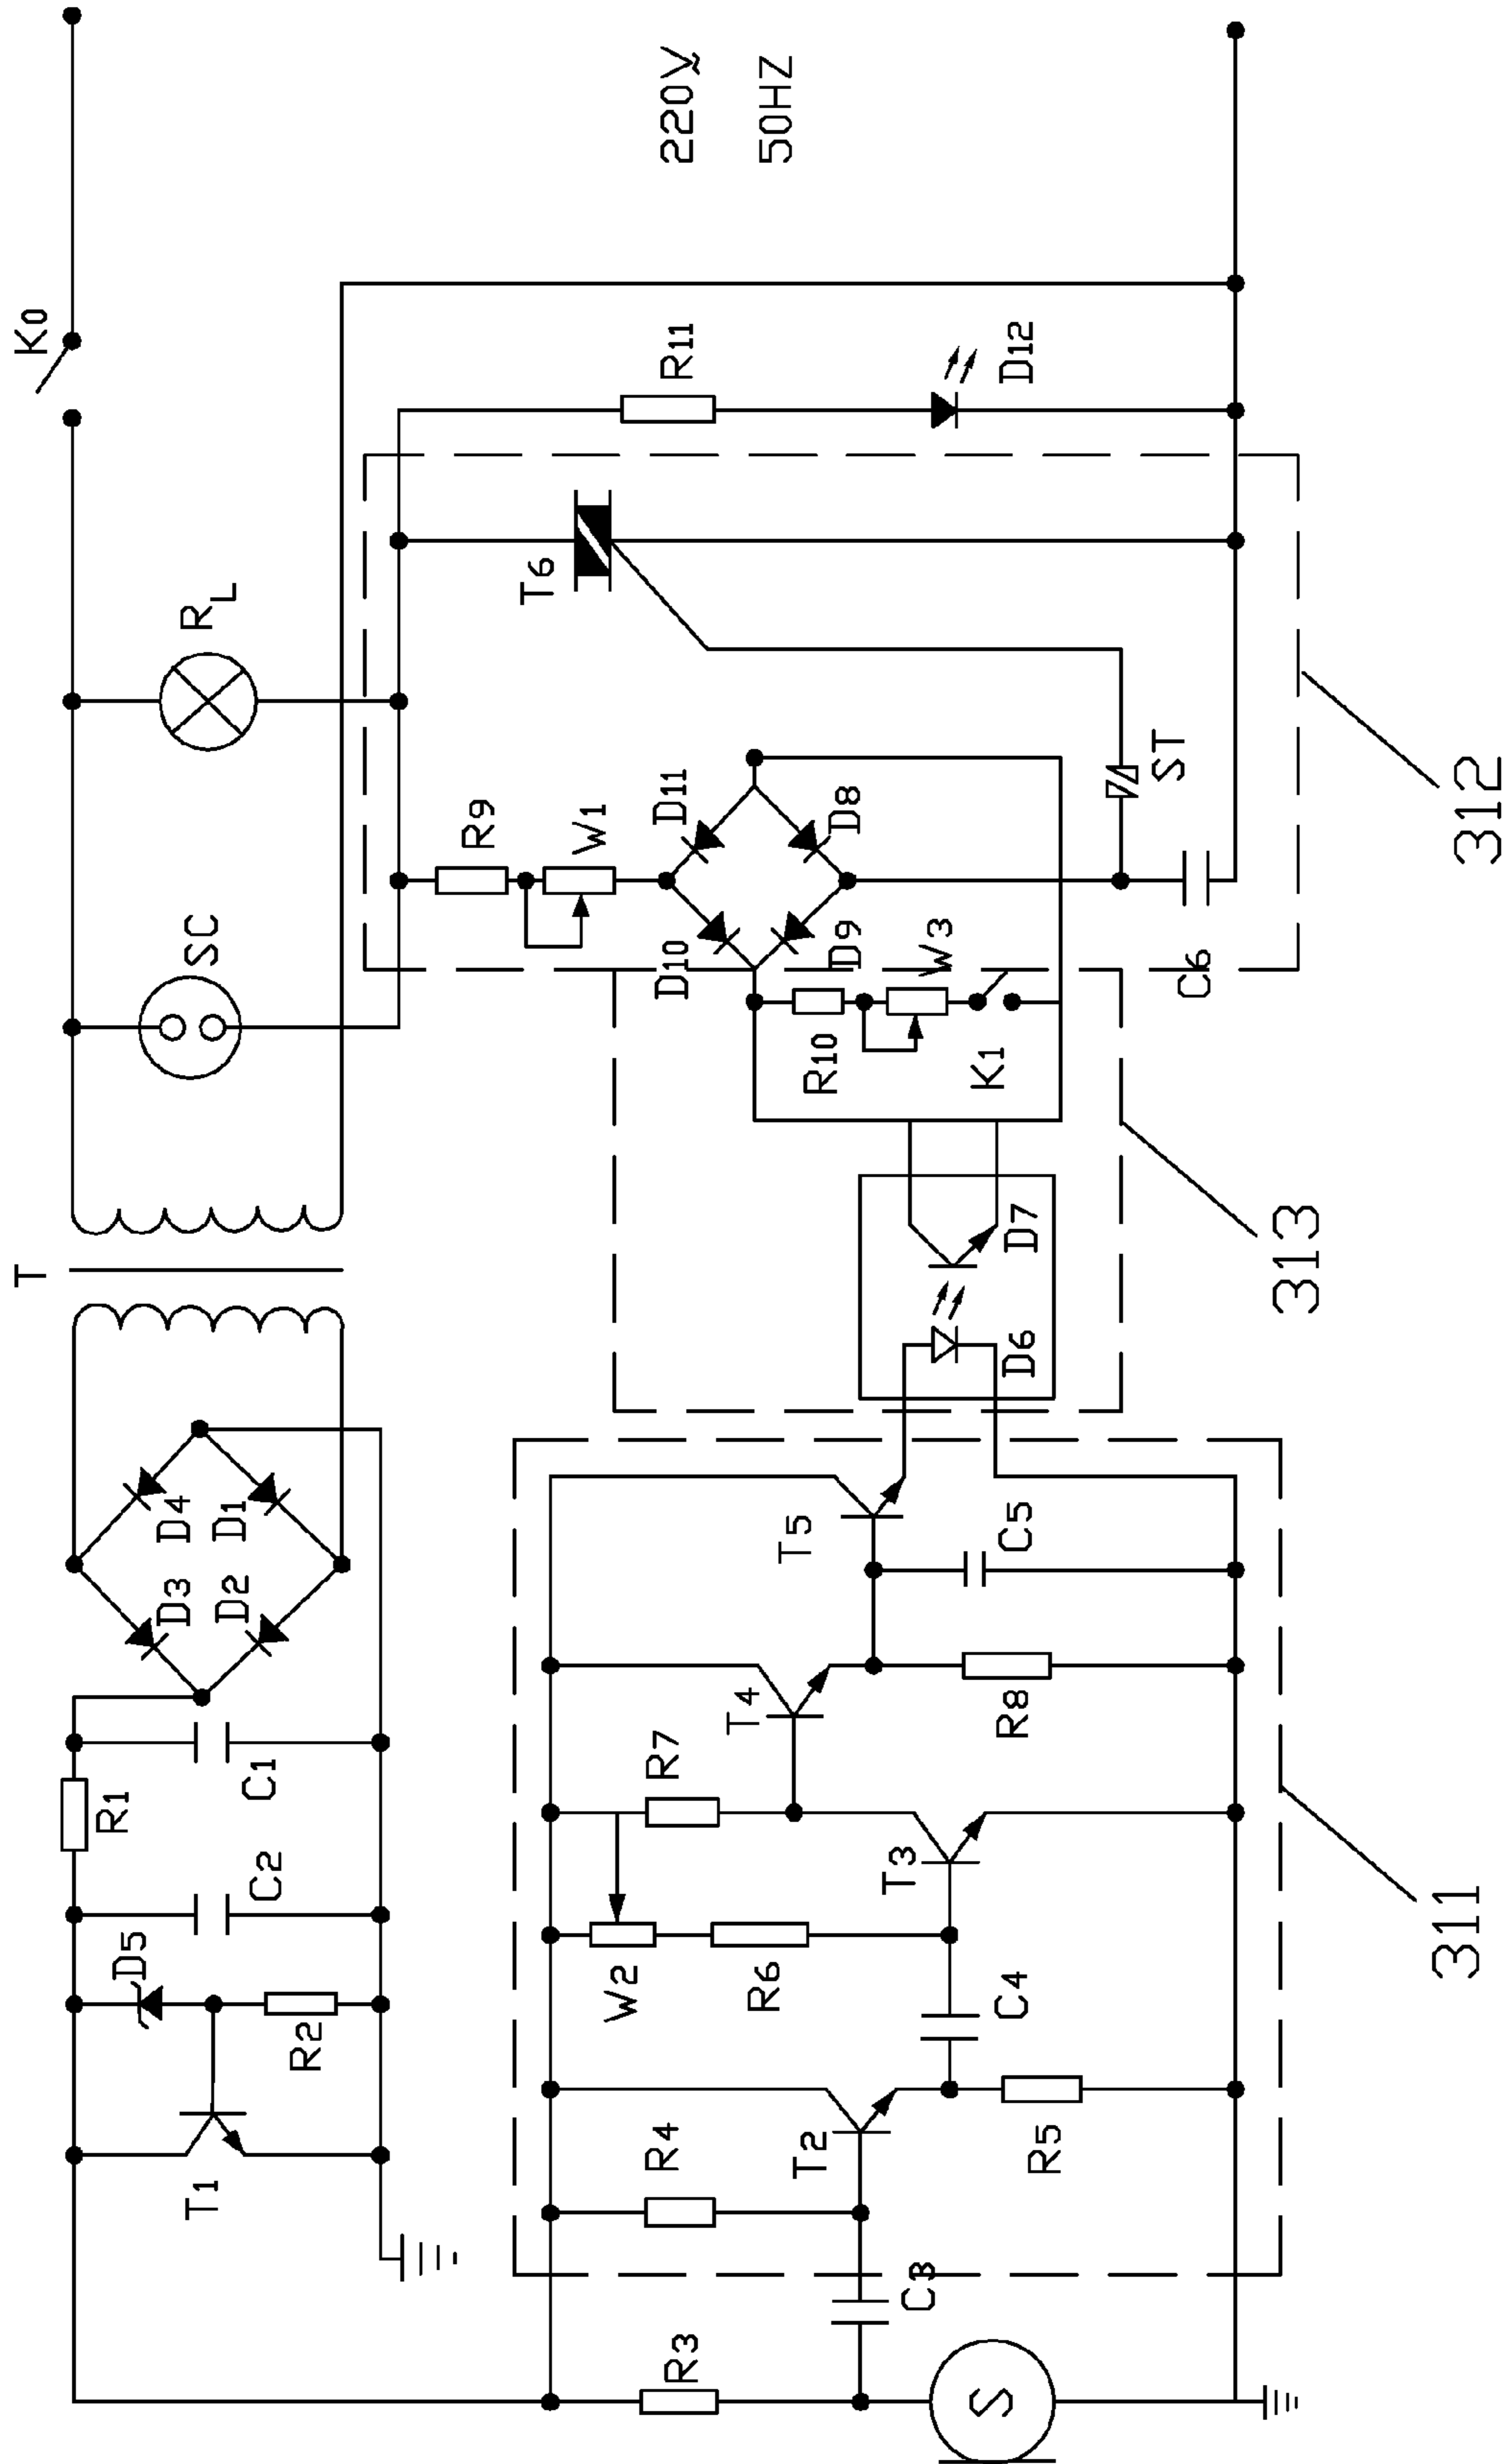 T
K0
SC
RL
220V~
50HZ
D4
D3
D1
D2
R1
C1
C2
D5
R2
T1
R9
W1
D11
D10
D8
D9
R10
W3
K1
T6
ST
C6
R11
D12
D7
D6
T5
C5
T4
R7
R8
T3
W2
R6
C4
R4
T2
R5
R3
C3
S
311
313
312